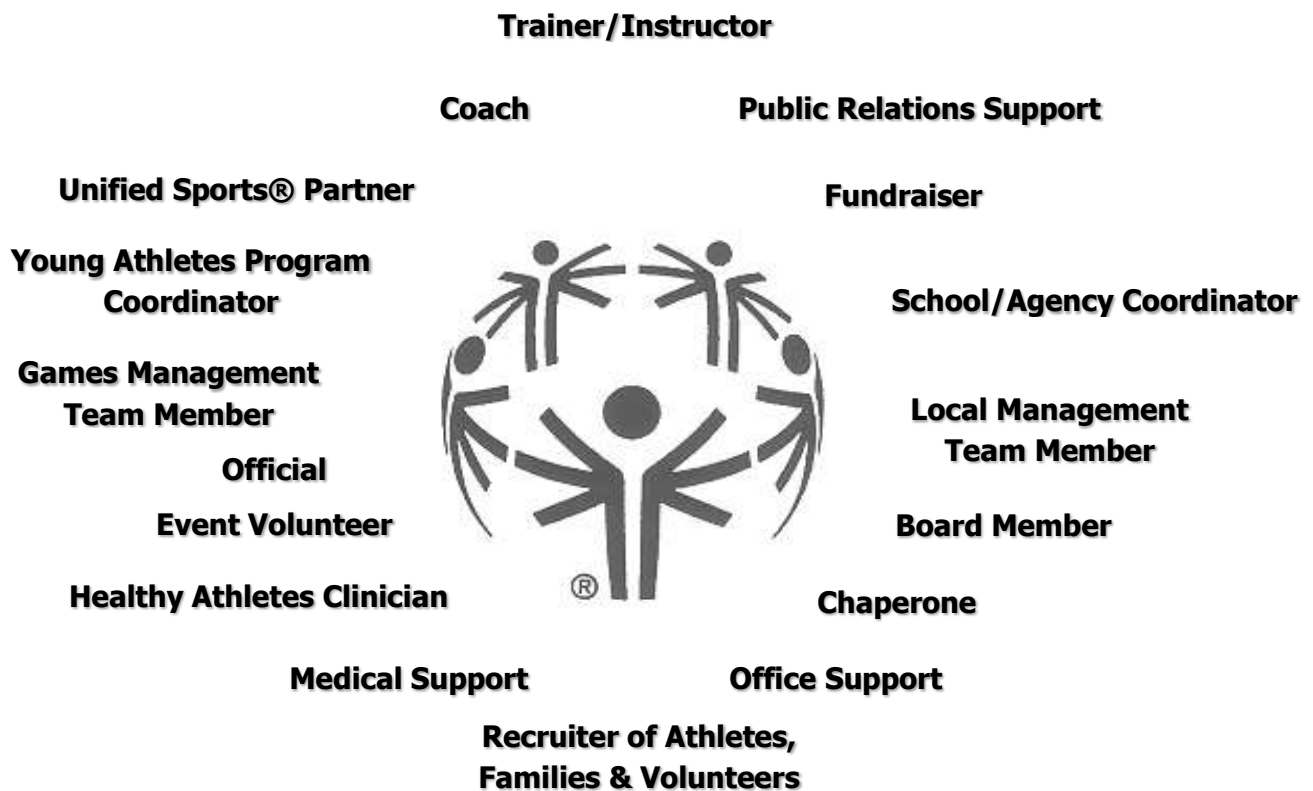 Trainer/Instructor
Coach
Public Relations Support
Unified Sports® Partner
Fundraiser
Young Athletes Program
Coordinator
School/Agency Coordinator
Games Management
Team Member
Local Management
Team Member
Official
Event Volunteer
Board Member
®
Healthy Athletes Clinician
Chaperone
Medical Support
Office Support
Recruiter of Athletes,
Families & Volunteers